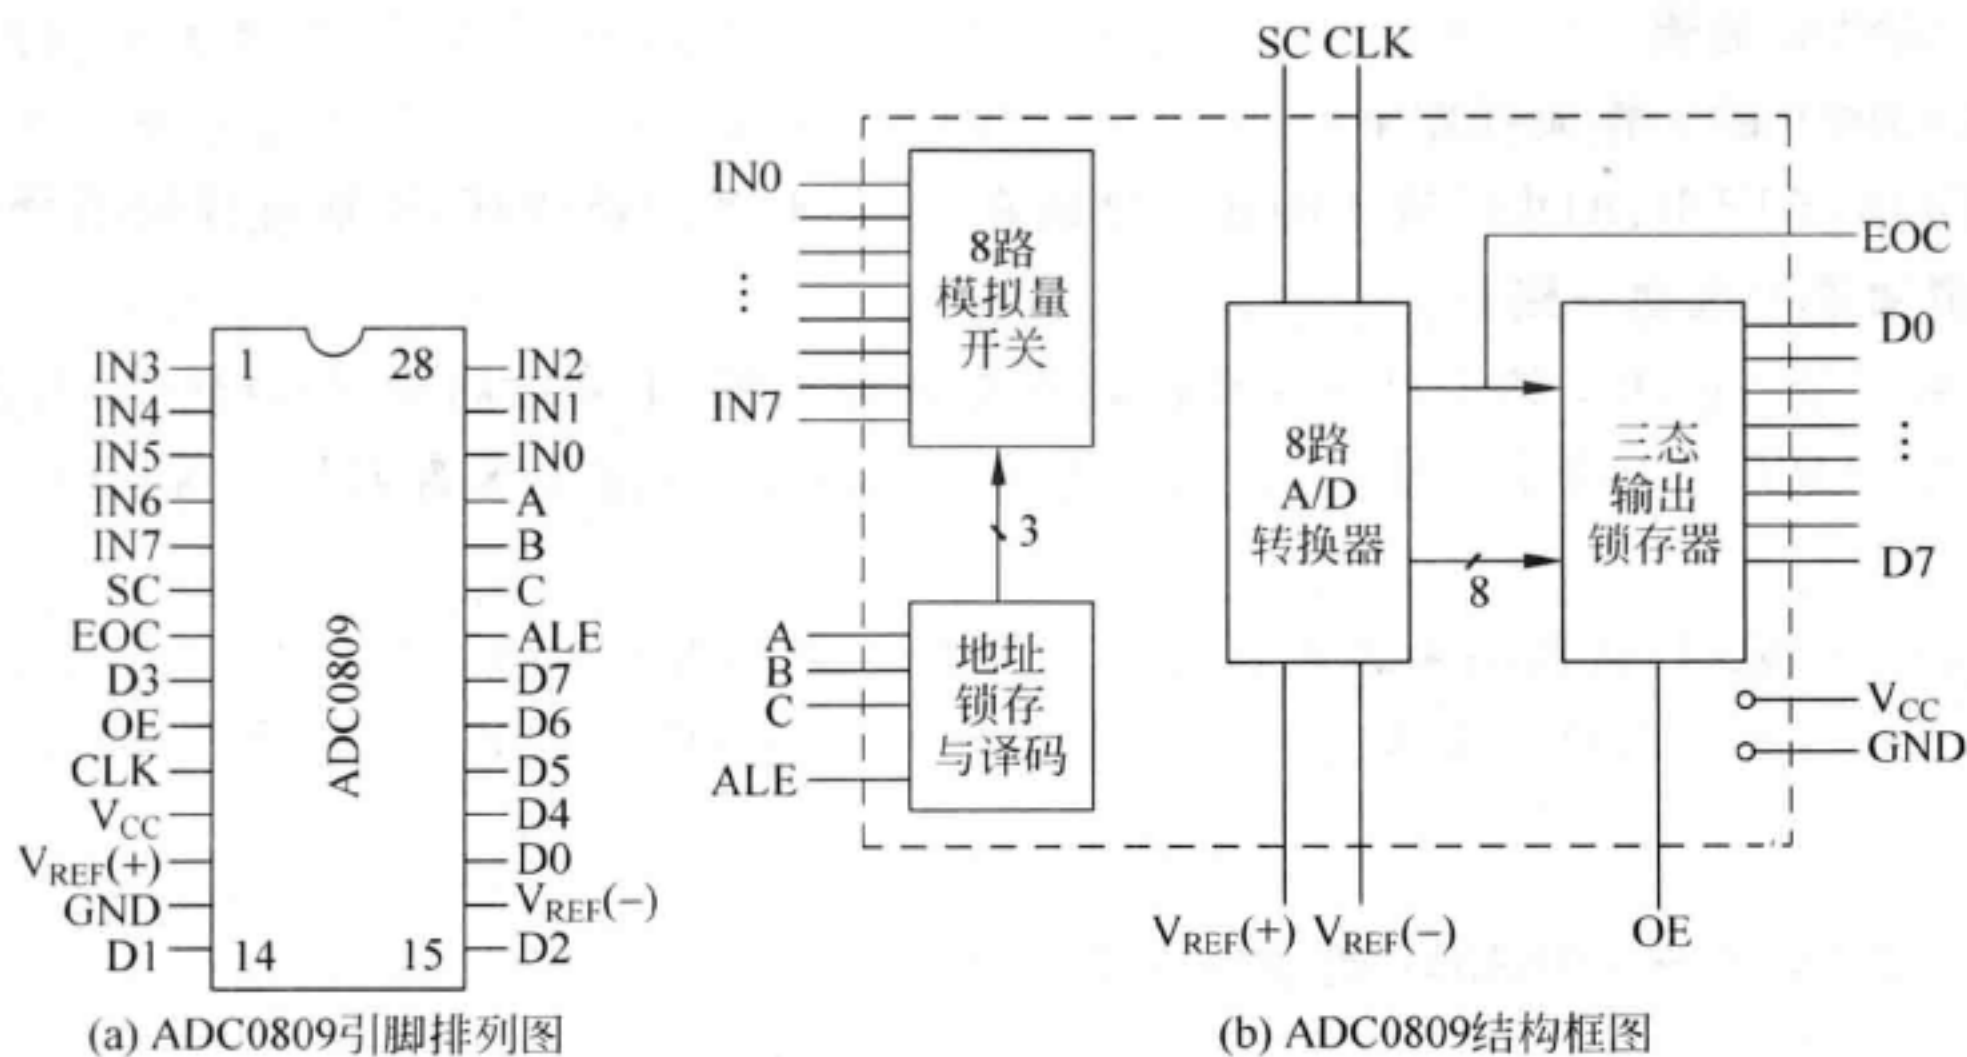 IN3 1 28 IN2
IN4 IN1
IN5 IN0
IN6 A
IN7 B
SC C
EOC ALE
D3 D7
OE D6
CLK D5
VCC D4
VREF(+) D0
GND VREF(−)
D1 14 15 D2
ADC0809
(a) ADC0809引脚排列图
SC CLK
IN0
⋮
IN7
8路
模拟量
开关
3
A
B
C
ALE
地址
锁存
与译码
8路
A/D
转换器
8
三态
输出
锁存器
EOC
D0
⋮
D7
VCC
GND
VREF(+) VREF(−)
OE
(b) ADC0809结构框图